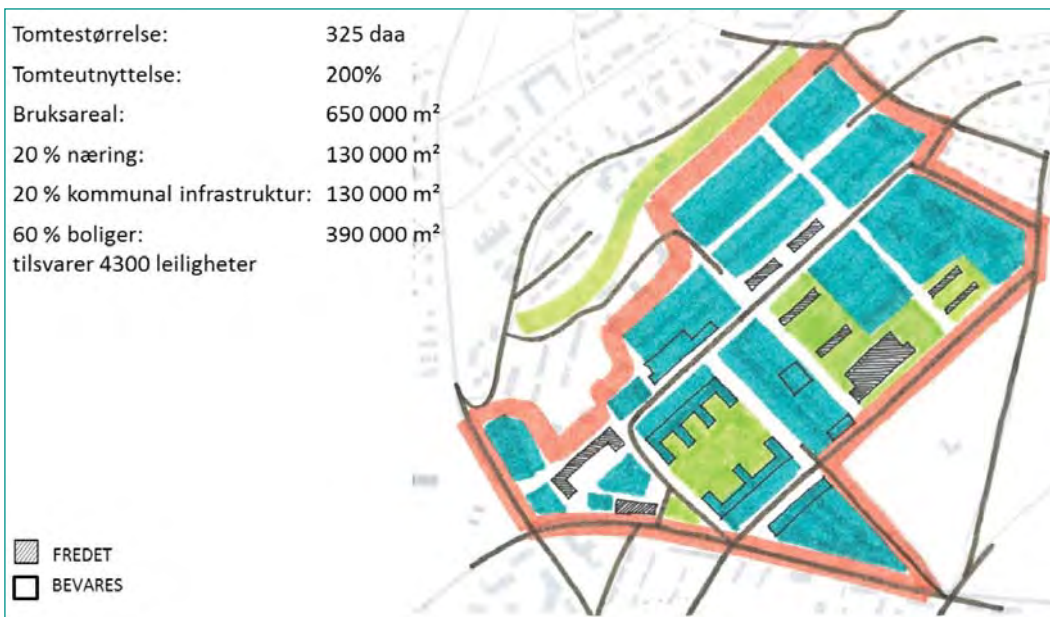 Tomtestørrelse: 325 daa
Tomteutnyttelse: 200%
Bruksareal: 650 000 m²
20 % næring: 130 000 m²
20 % kommunal infrastruktur: 130 000 m²
60 % boliger: 390 000 m²
tilsvarer 4300 leiligheter
FREDET
BEVARES